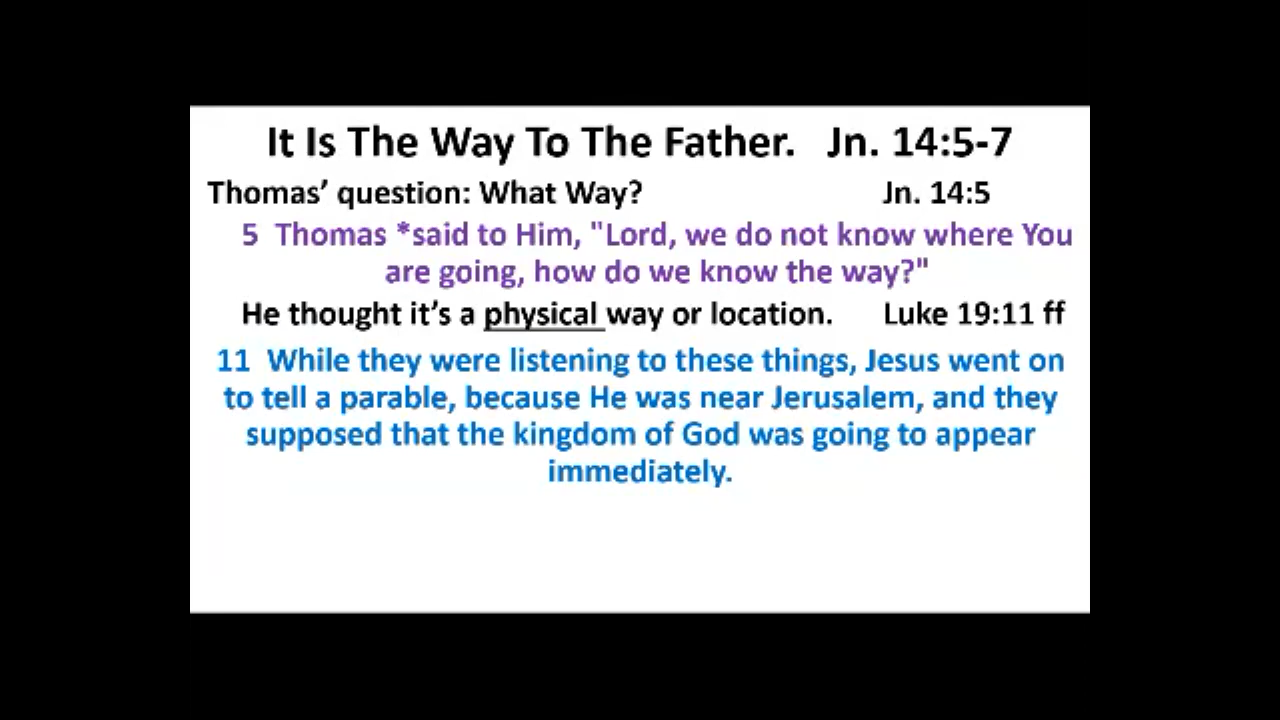 It Is The Way To The Father. Jn. 14:5-7
Thomas’ question: What Way? Jn. 14:5
5 Thomas *said to Him, "Lord, we do not know where You
are going, how do we know the way?"
He thought it’s a physical way or location. Luke 19:11 ff
11 While they were listening to these things, Jesus went on
to tell a parable, because He was near Jerusalem, and they
supposed that the kingdom of God was going to appear
immediately.